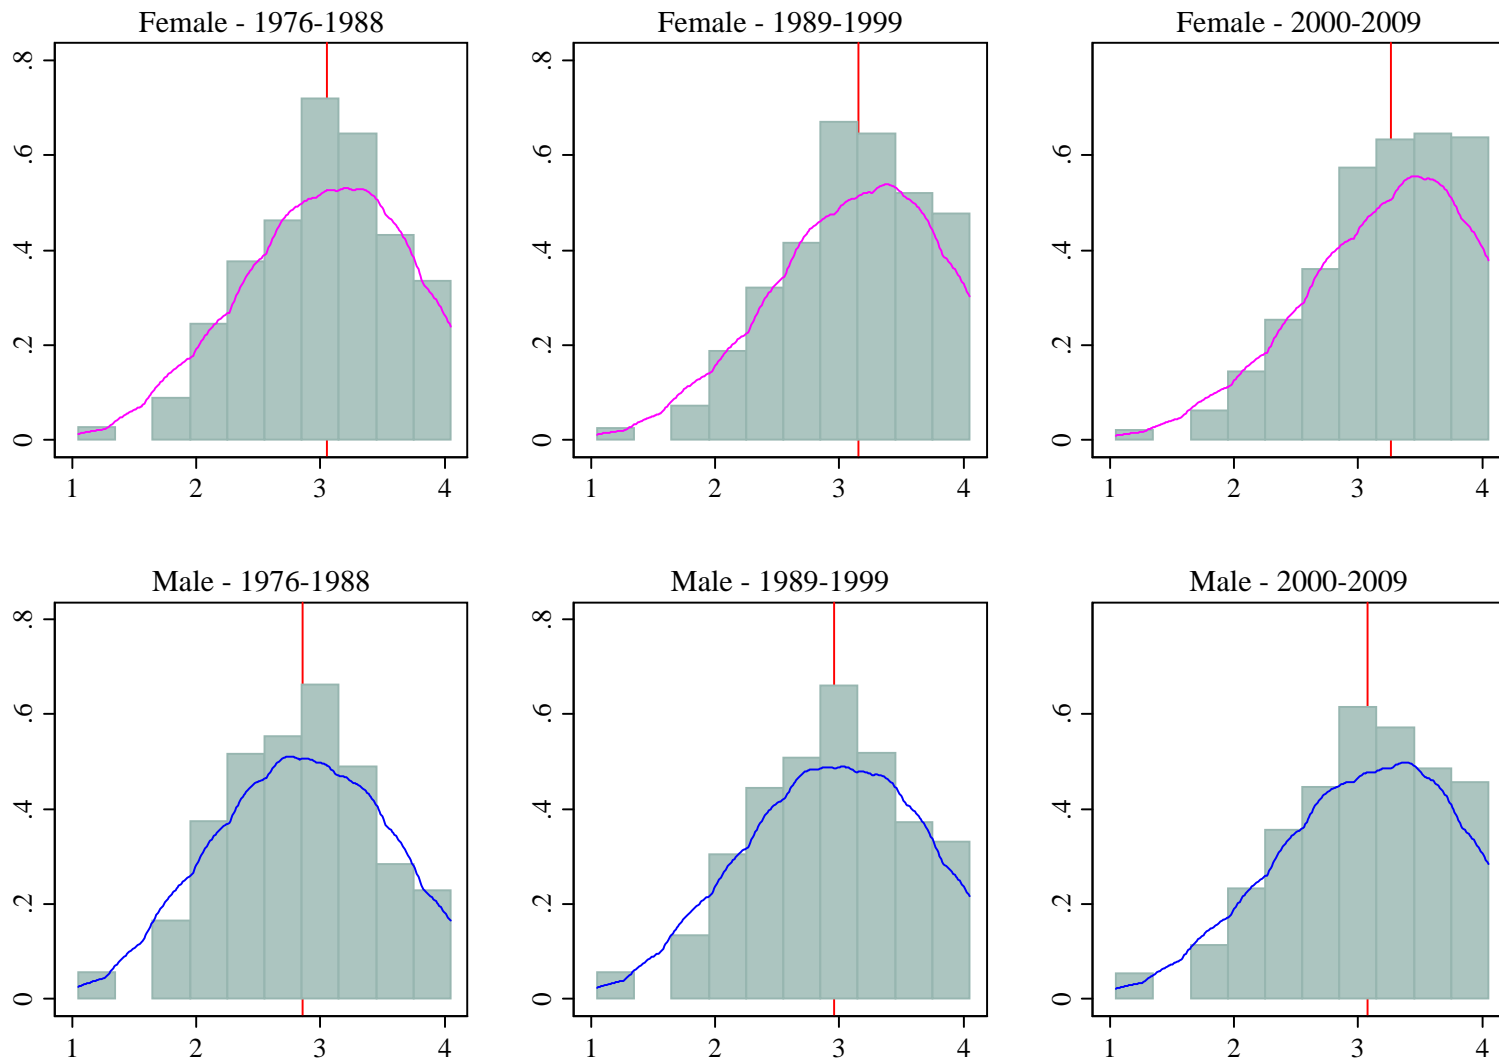 Female - 1976-1988
Female - 1989-1999
Female - 2000-2009
.8
.6
.4
.2
0
1 2 3 4
.8
.6
.4
.2
0
1 2 3 4
.6
.4
.2
0
1 2 3 4
Male - 1976-1988
Male - 1989-1999
Male - 2000-2009
.8
.6
.4
.2
0
1 2 3 4
.8
.6
.4
.2
0
1 2 3 4
.6
.4
.2
0
1 2 3 4